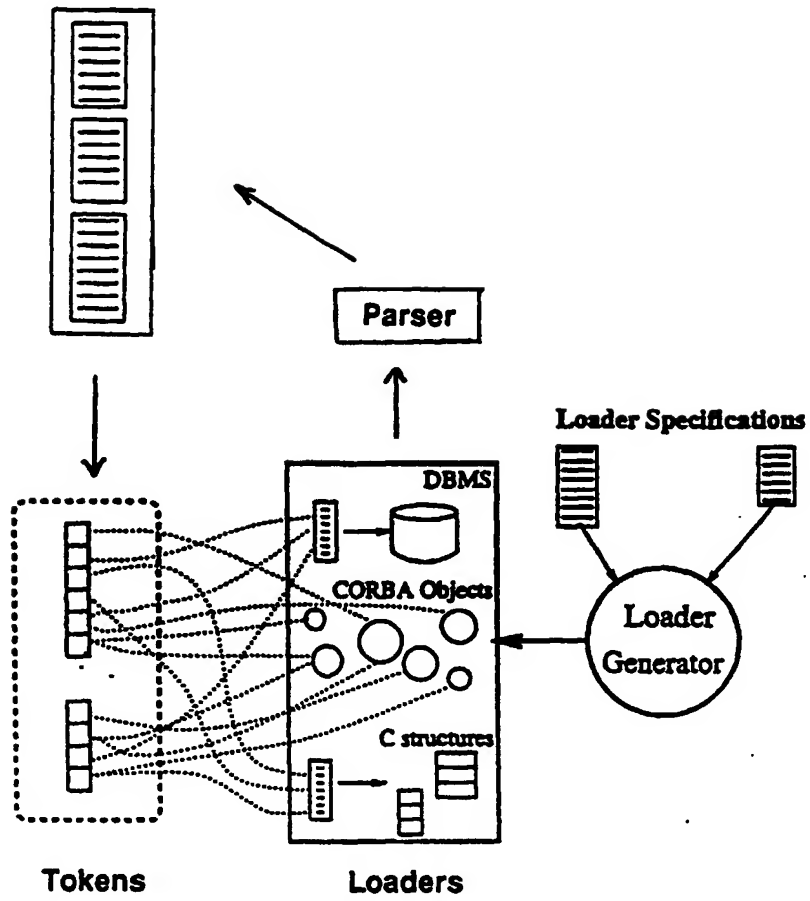 Parser
Loader Specifications
DBMS
CORBA Objects
Loader
Generator
C structures
Tokens
Loaders